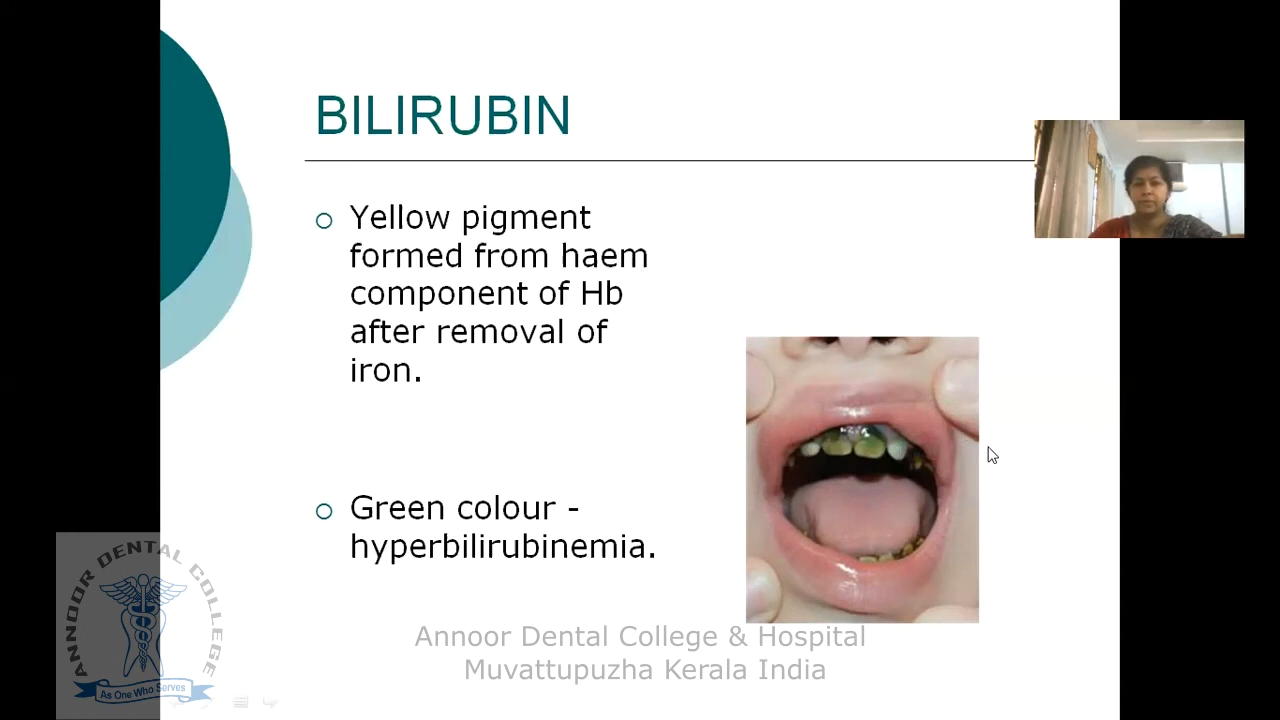 BILIRUBIN
Yellow pigment
formed from haem
component of Hb
after removal of
iron.
Green colour -
hyperbilirubinemia.
Annoor Dental College & Hospital
Muvattupuzha Kerala India
ANNOOR DENTAL COLLEGE
As One Who Serves